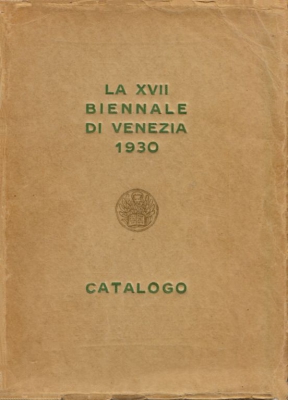 LA XVII
BIENNALE
DI VENEZIA
1930
CATALOGO